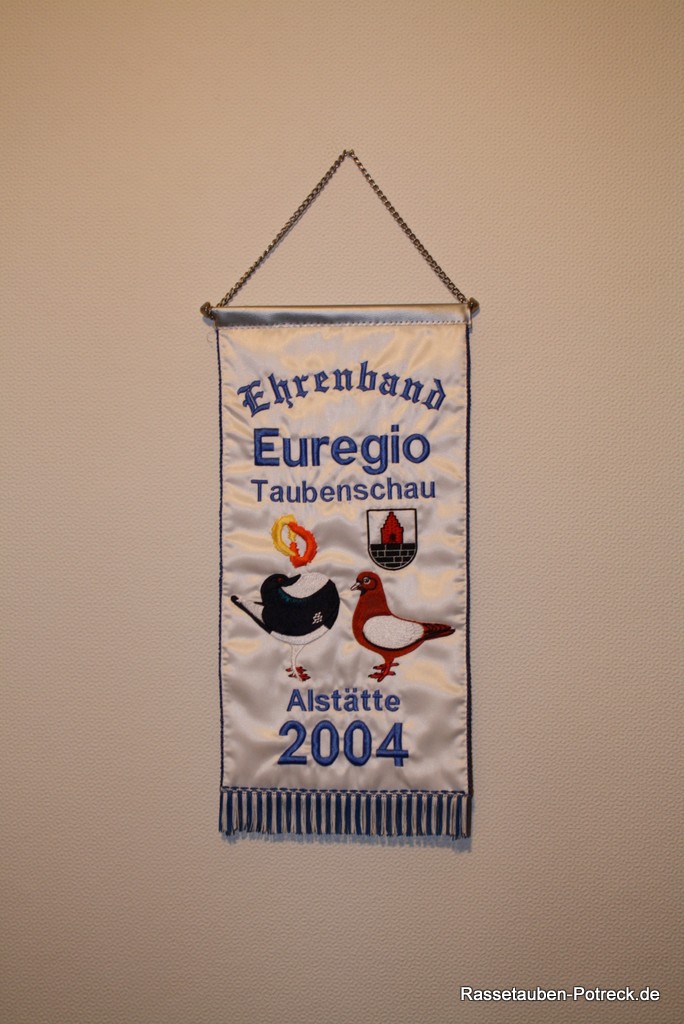 Ehrenband
Euregio
Taubenschau
Alstätte
2004
Rassetauben-Potreck.de